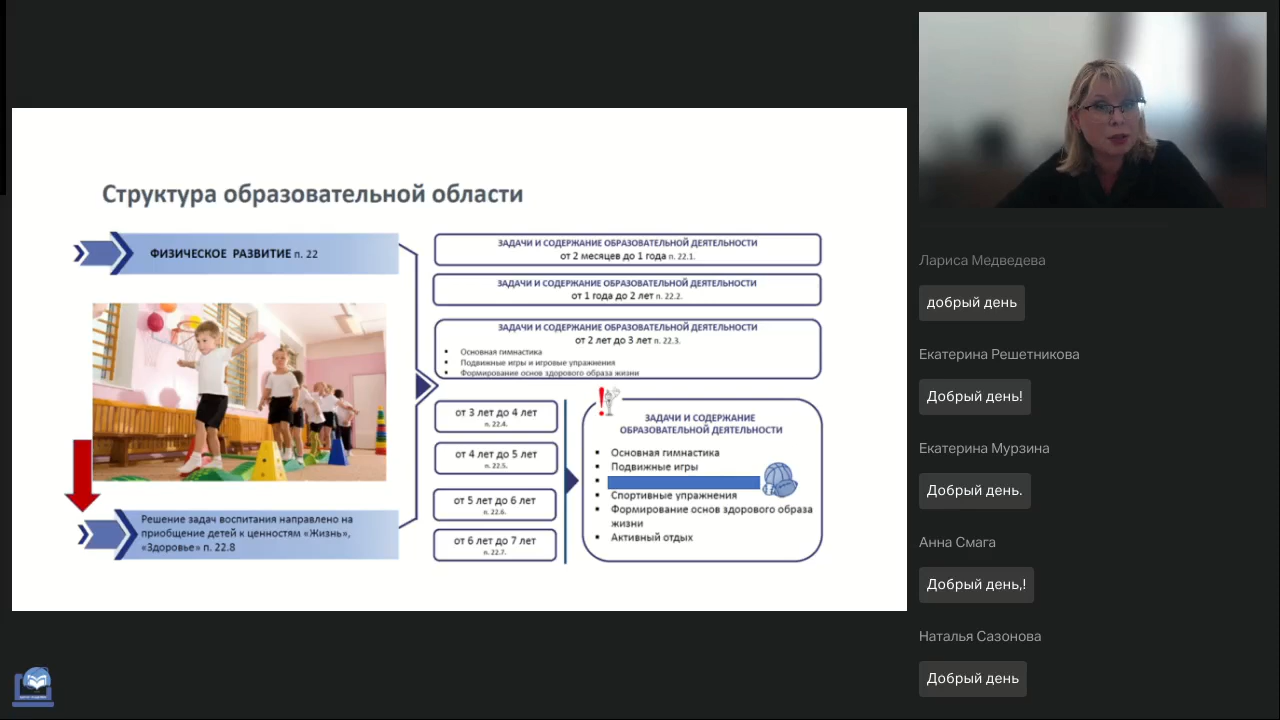 Структура образовательной области
ФИЗИЧЕСКОЕ РАЗВИТИЕ п. 22
Решение задач воспитания направлено на
приобщение детей к ценностям «Жизнь»,
«Здоровье» п. 22.8
ЗАДАЧИ И СОДЕРЖАНИЕ ОБРАЗОВАТЕЛЬНОЙ ДЕЯТЕЛЬНОСТИ
от 2 месяцев до 1 года п. 22.1.
ЗАДАЧИ И СОДЕРЖАНИЕ ОБРАЗОВАТЕЛЬНОЙ ДЕЯТЕЛЬНОСТИ
от 1 года до 2 лет п. 22.2.
ЗАДАЧИ И СОДЕРЖАНИЕ ОБРАЗОВАТЕЛЬНОЙ ДЕЯТЕЛЬНОСТИ
от 2 лет до 3 лет п. 22.3.
• Основная гимнастика
• Подвижные игры и игровые упражнения
• Формирование основ здорового образа жизни
от 3 лет до 4 лет
п. 22.4.
от 4 лет до 5 лет
п. 22.5.
от 5 лет до 6 лет
п. 22.6.
от 6 лет до 7 лет
п. 22.7.
ЗАДАЧИ И СОДЕРЖАНИЕ
ОБРАЗОВАТЕЛЬНОЙ ДЕЯТЕЛЬНОСТИ
• Основная гимнастика
• Подвижные игры
•
• Спортивные упражнения
• Формирование основ здорового образа
жизни
• Активный отдых
Лариса Медведева
добрый день
Екатерина Решетникова
Добрый день!
Екатерина Мурзина
Добрый день.
Анна Смага
Добрый день,!
Наталья Сазонова
Добрый день